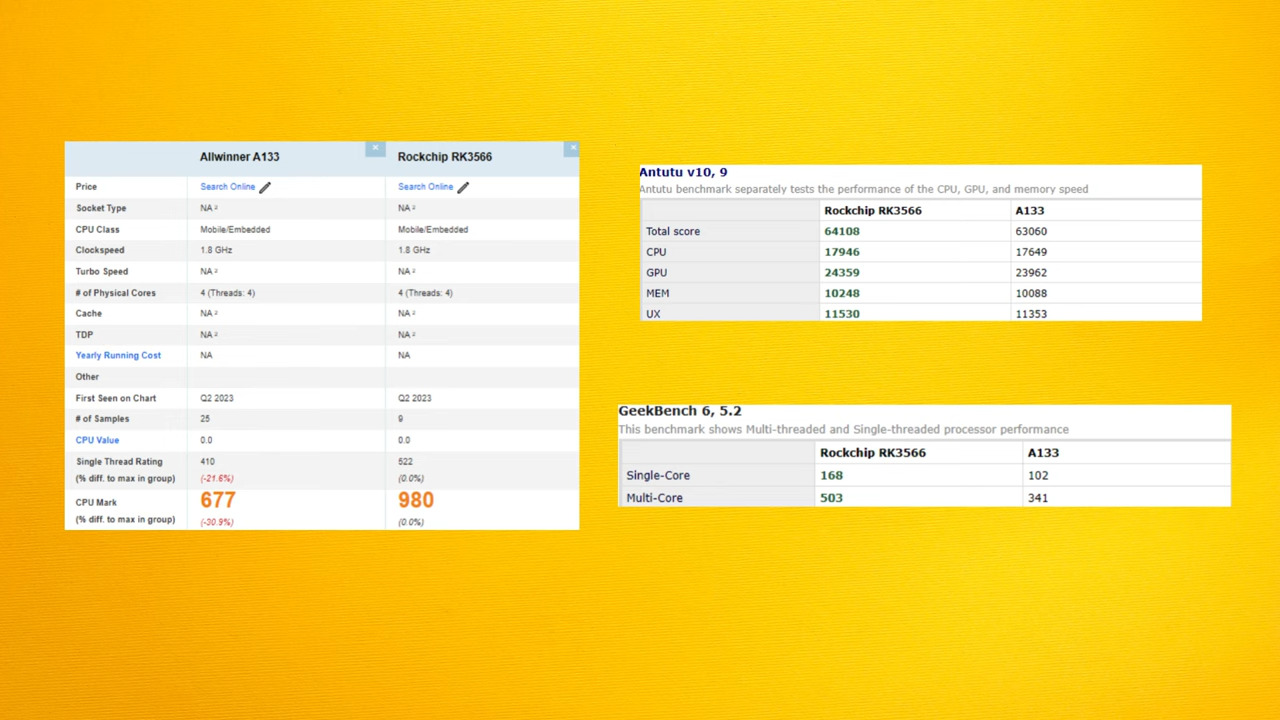 Allwinner A133 Rockchip RK3566
Price Search Online Search Online
Socket Type NA 2 NA 2
CPU Class Mobile/Embedded Mobile/Embedded
Clockspeed 1.8 GHz 1.8 GHz
Turbo Speed NA 2 NA 2
# of Physical Cores 4 (Threads: 4) 4 (Threads: 4)
Cache NA 2 NA 2
TDP NA 2 NA 2
Yearly Running Cost NA NA
Other
First Seen on Chart Q2 2023 Q2 2023
# of Samples 25 9
CPU Value 0.0 0.0
Single Thread Rating 410 522
(% diff. to max in group) (-21.6%) (0.0%)
CPU Mark 677 980
(% diff. to max in group) (-30.9%) (0.0%)
Antutu v10, 9
Antutu benchmark separately tests the performance of the CPU, GPU, and memory speed
Rockchip RK3566 A133
Total score 64108 63060
CPU 17946 17649
GPU 24359 23962
MEM 10248 10088
UX 11530 11353
GeekBench 6, 5.2
This benchmark shows Multi-threaded and Single-threaded processor performance
Rockchip RK3566 A133
Single-Core 168 102
Multi-Core 503 341